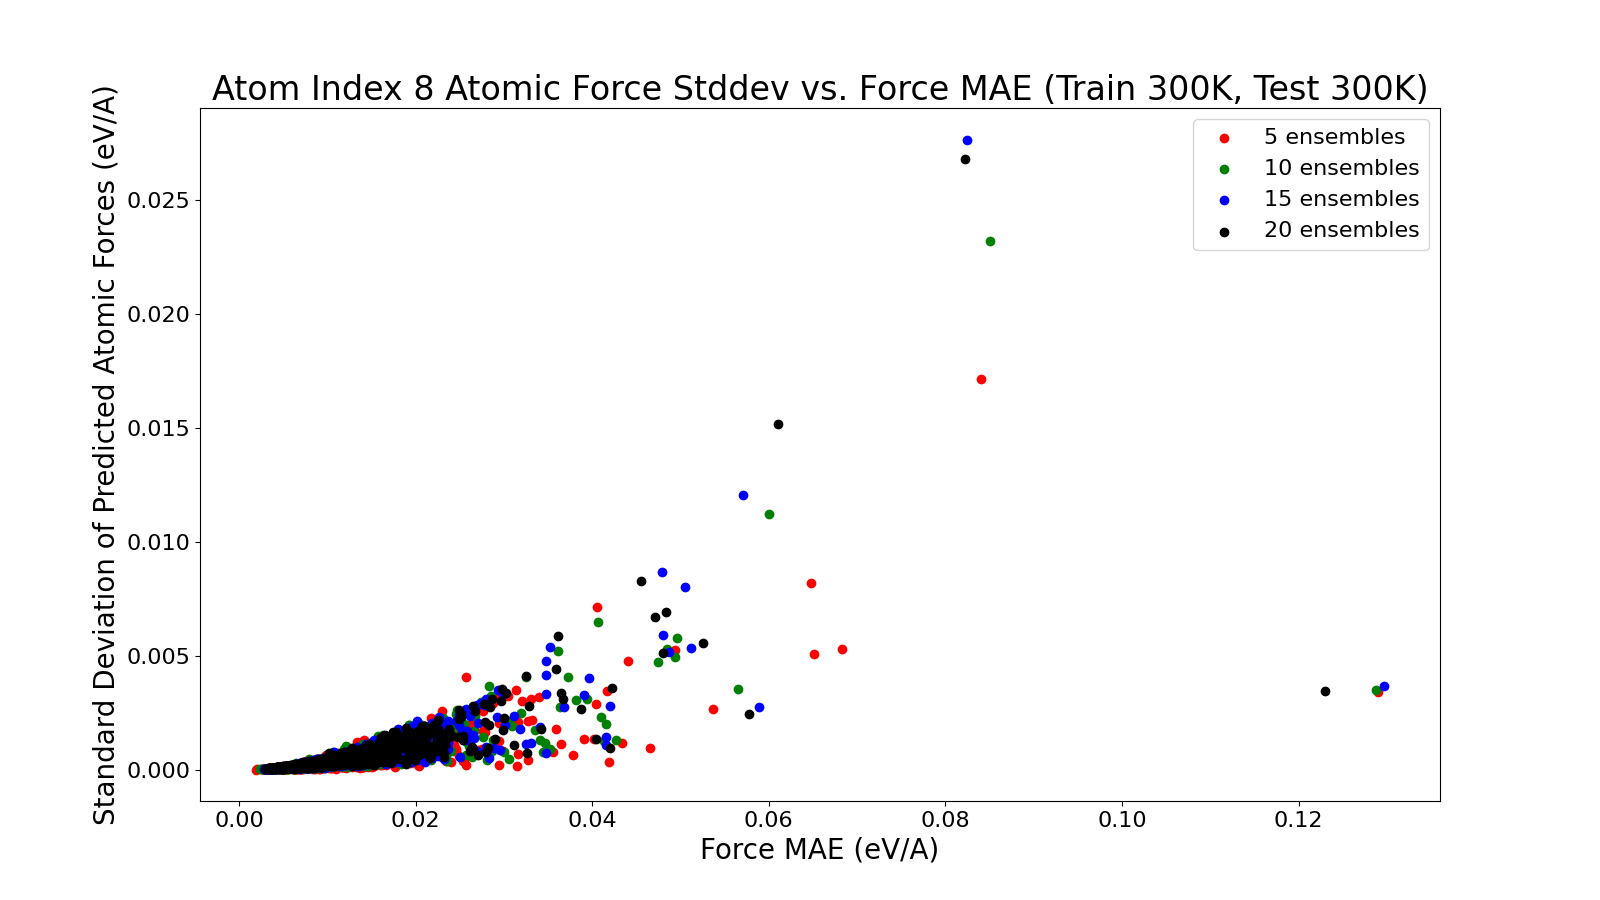 Atom Index 8 Atomic Force Stddev vs. Force MAE (Train 300K, Test 300K)
5 ensembles
10 ensembles
15 ensembles
20 ensembles
Standard Deviation of Predicted Atomic Forces (eV/A)
0.025
0.020
0.015
0.010
0.005
0.000
0.00 0.02 0.04 0.06 0.08 0.10 0.12
Force MAE (eV/A)